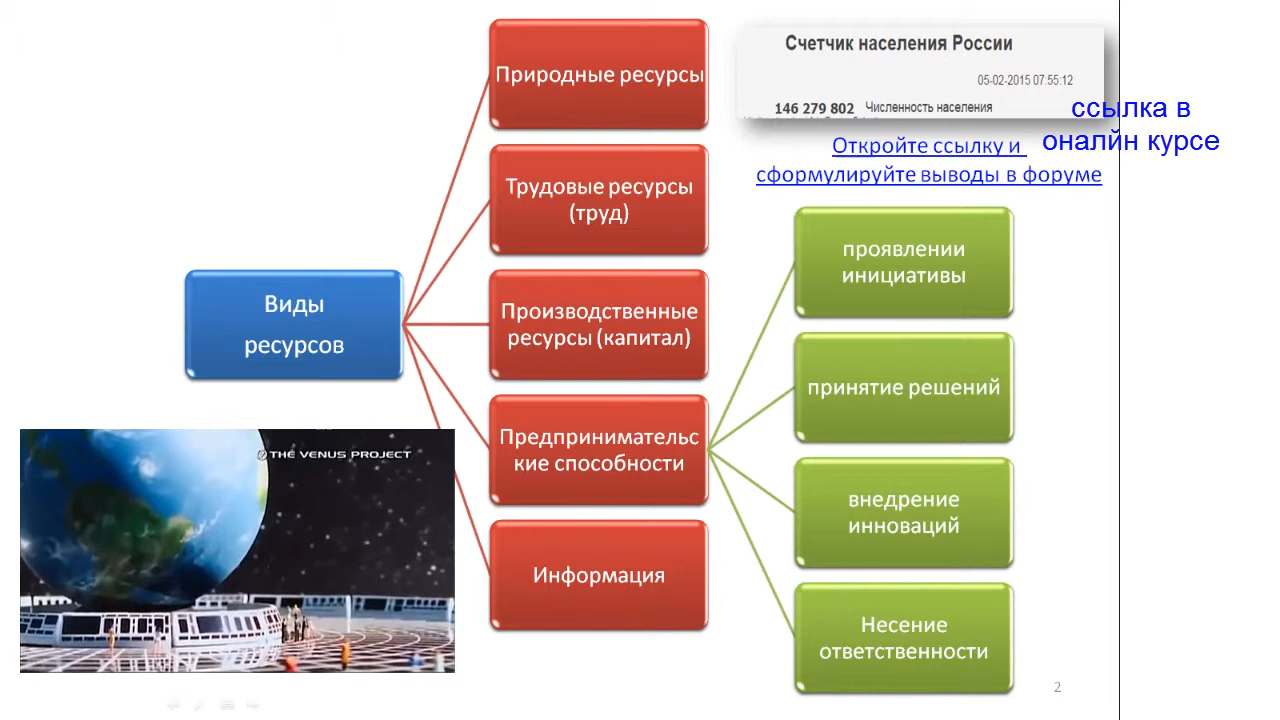 Виды
ресурсов
Природные ресурсы
Трудовые ресурсы
(труд)
Производственные
ресурсы (капитал)
Предпринимательс
кие способности
Информация
проявлении
инициативы
принятие решений
внедрение
инноваций
Несение
ответственности
Счетчик населения России
05-02-2015 07:55:12
146 279 802 Численность населения
Откройте ссылку и
сформулируйте выводы в форуме
ссылка в
оналйн курсе
THE VENUS PROJECT
2